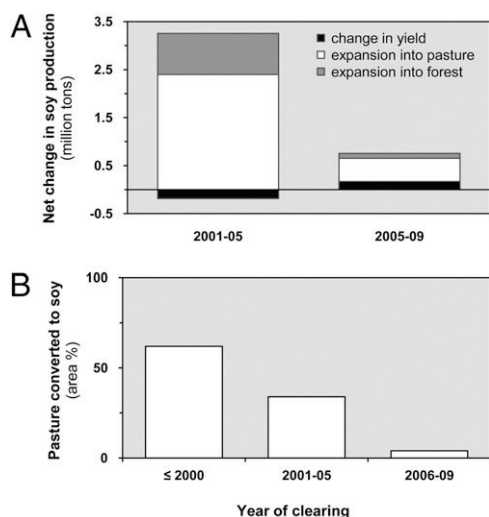 A
Net change in soy production
(million tons)
3.5
2.5
1.5
0.5
-0.5
change in yield
expansion into pasture
expansion into forest
2001-05
2005-09
B
Pasture converted to soy
(area %)
100
50
0
≤ 2000
2001-05
2006-09
Year of clearing